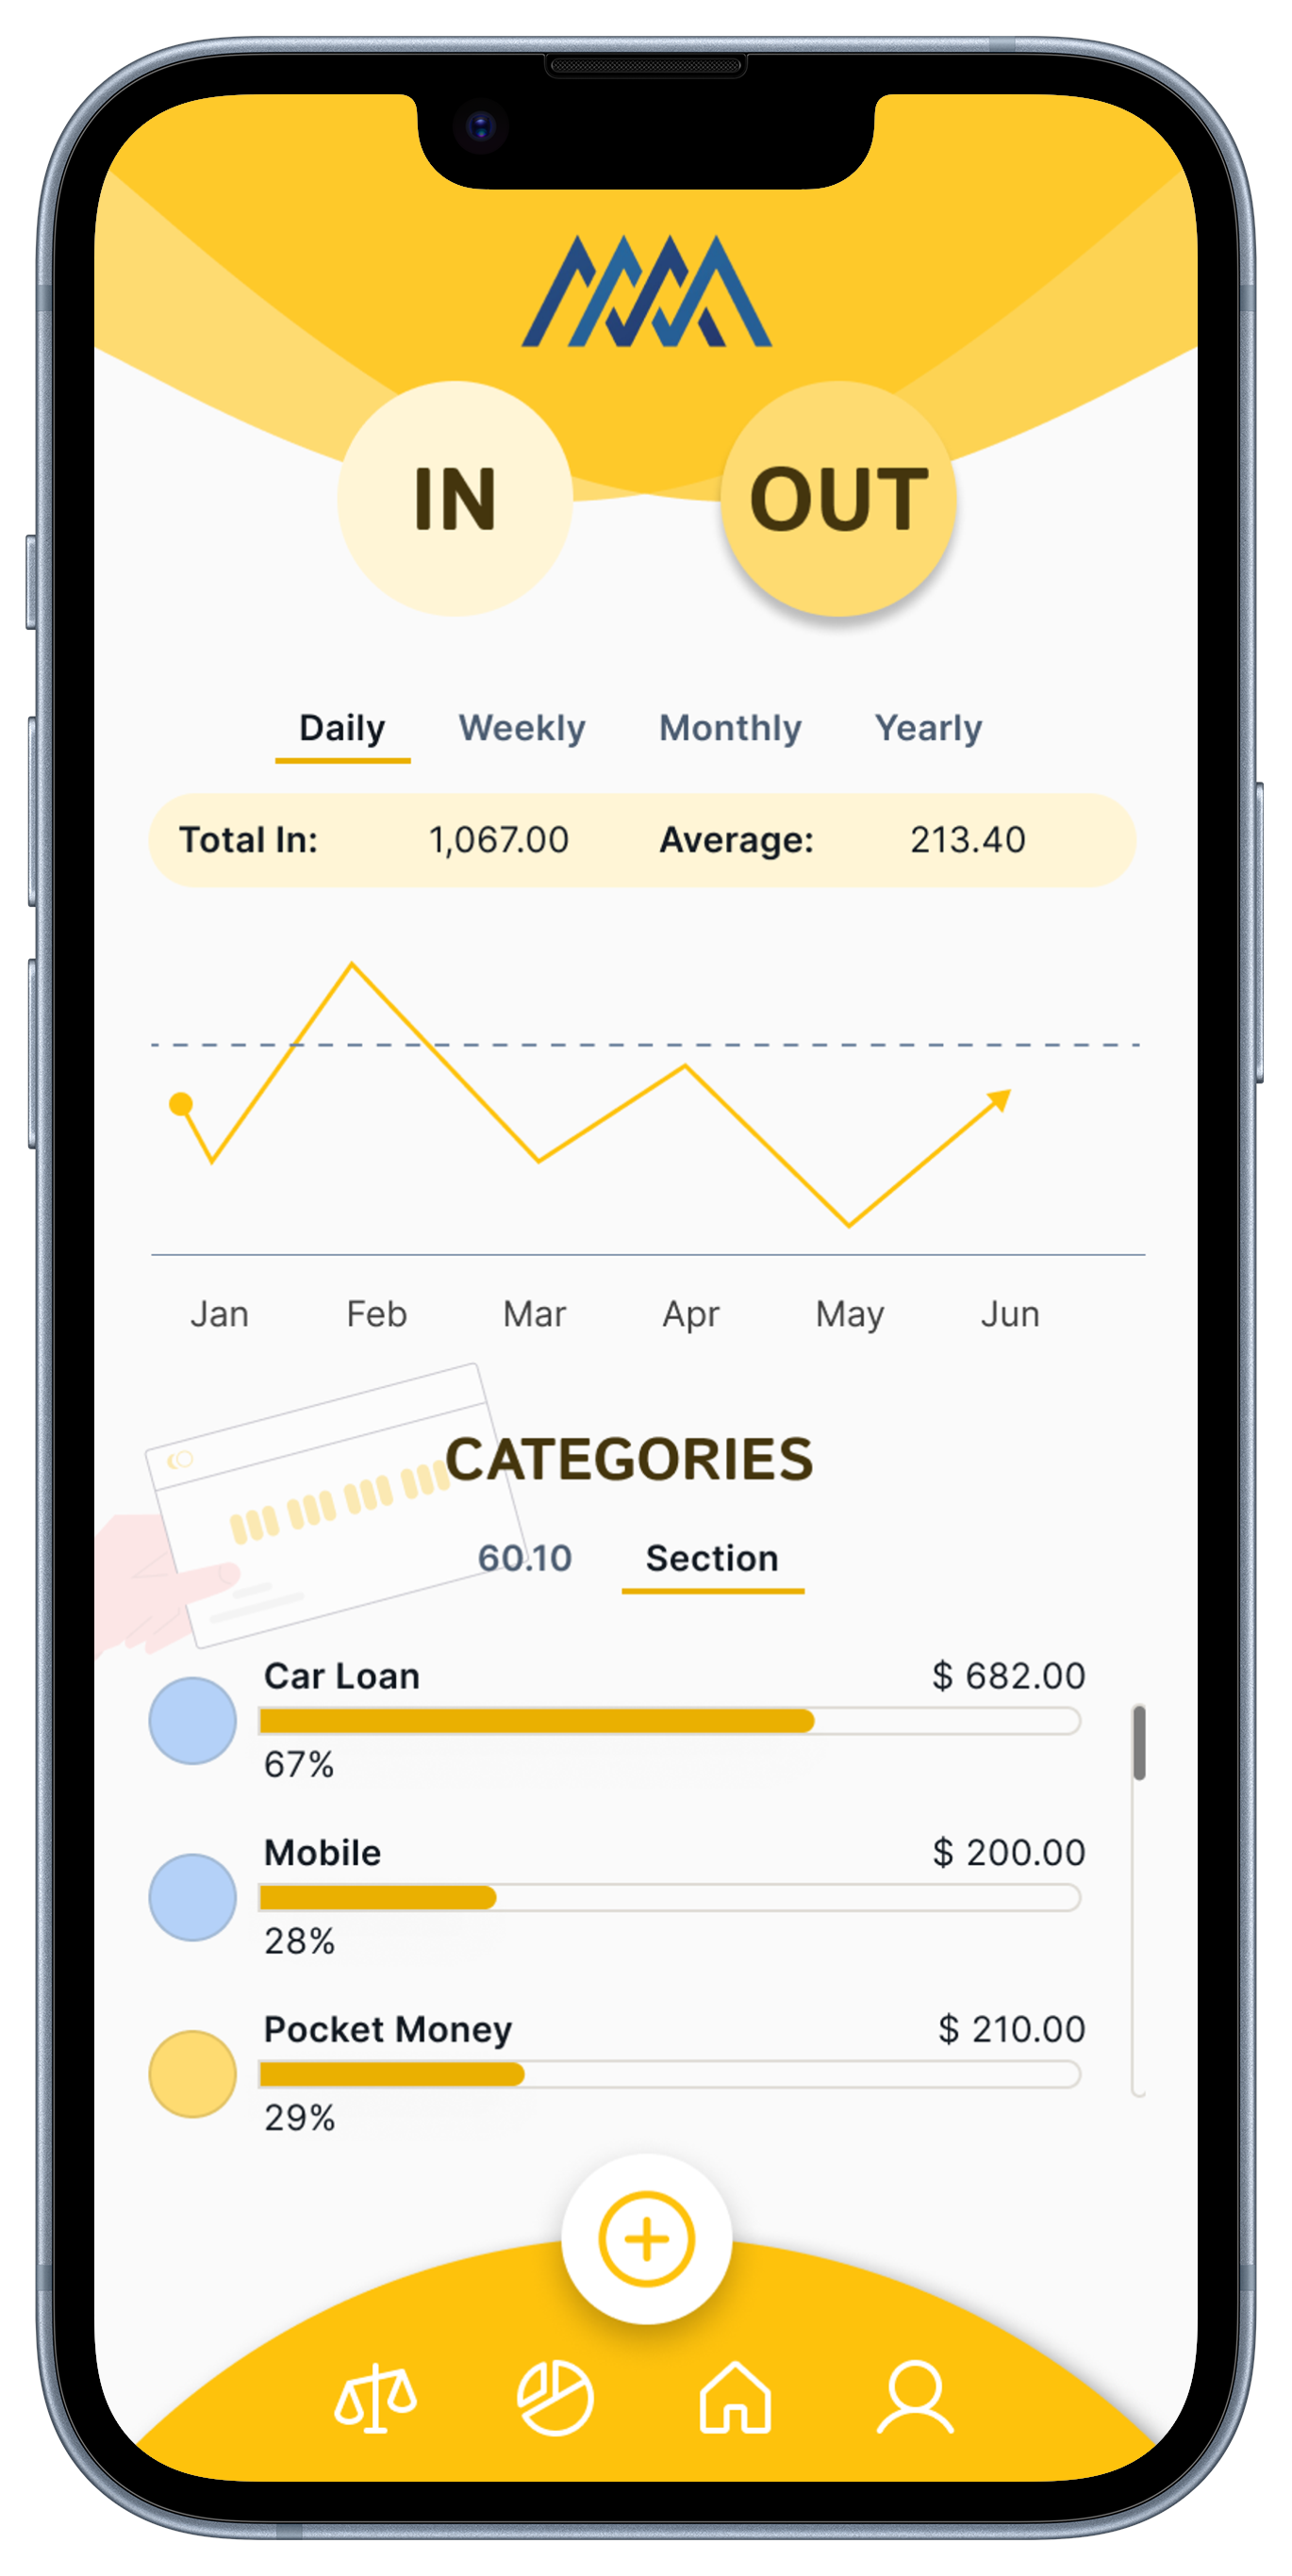 IN OUT
Daily Weekly Monthly Yearly
Total In: 1,067.00 Average: 213.40
Jan Feb Mar Apr May Jun
CATEGORIES
60.10 Section
Car Loan $ 682.00
67%
Mobile $ 200.00
28%
Pocket Money $ 210.00
29%